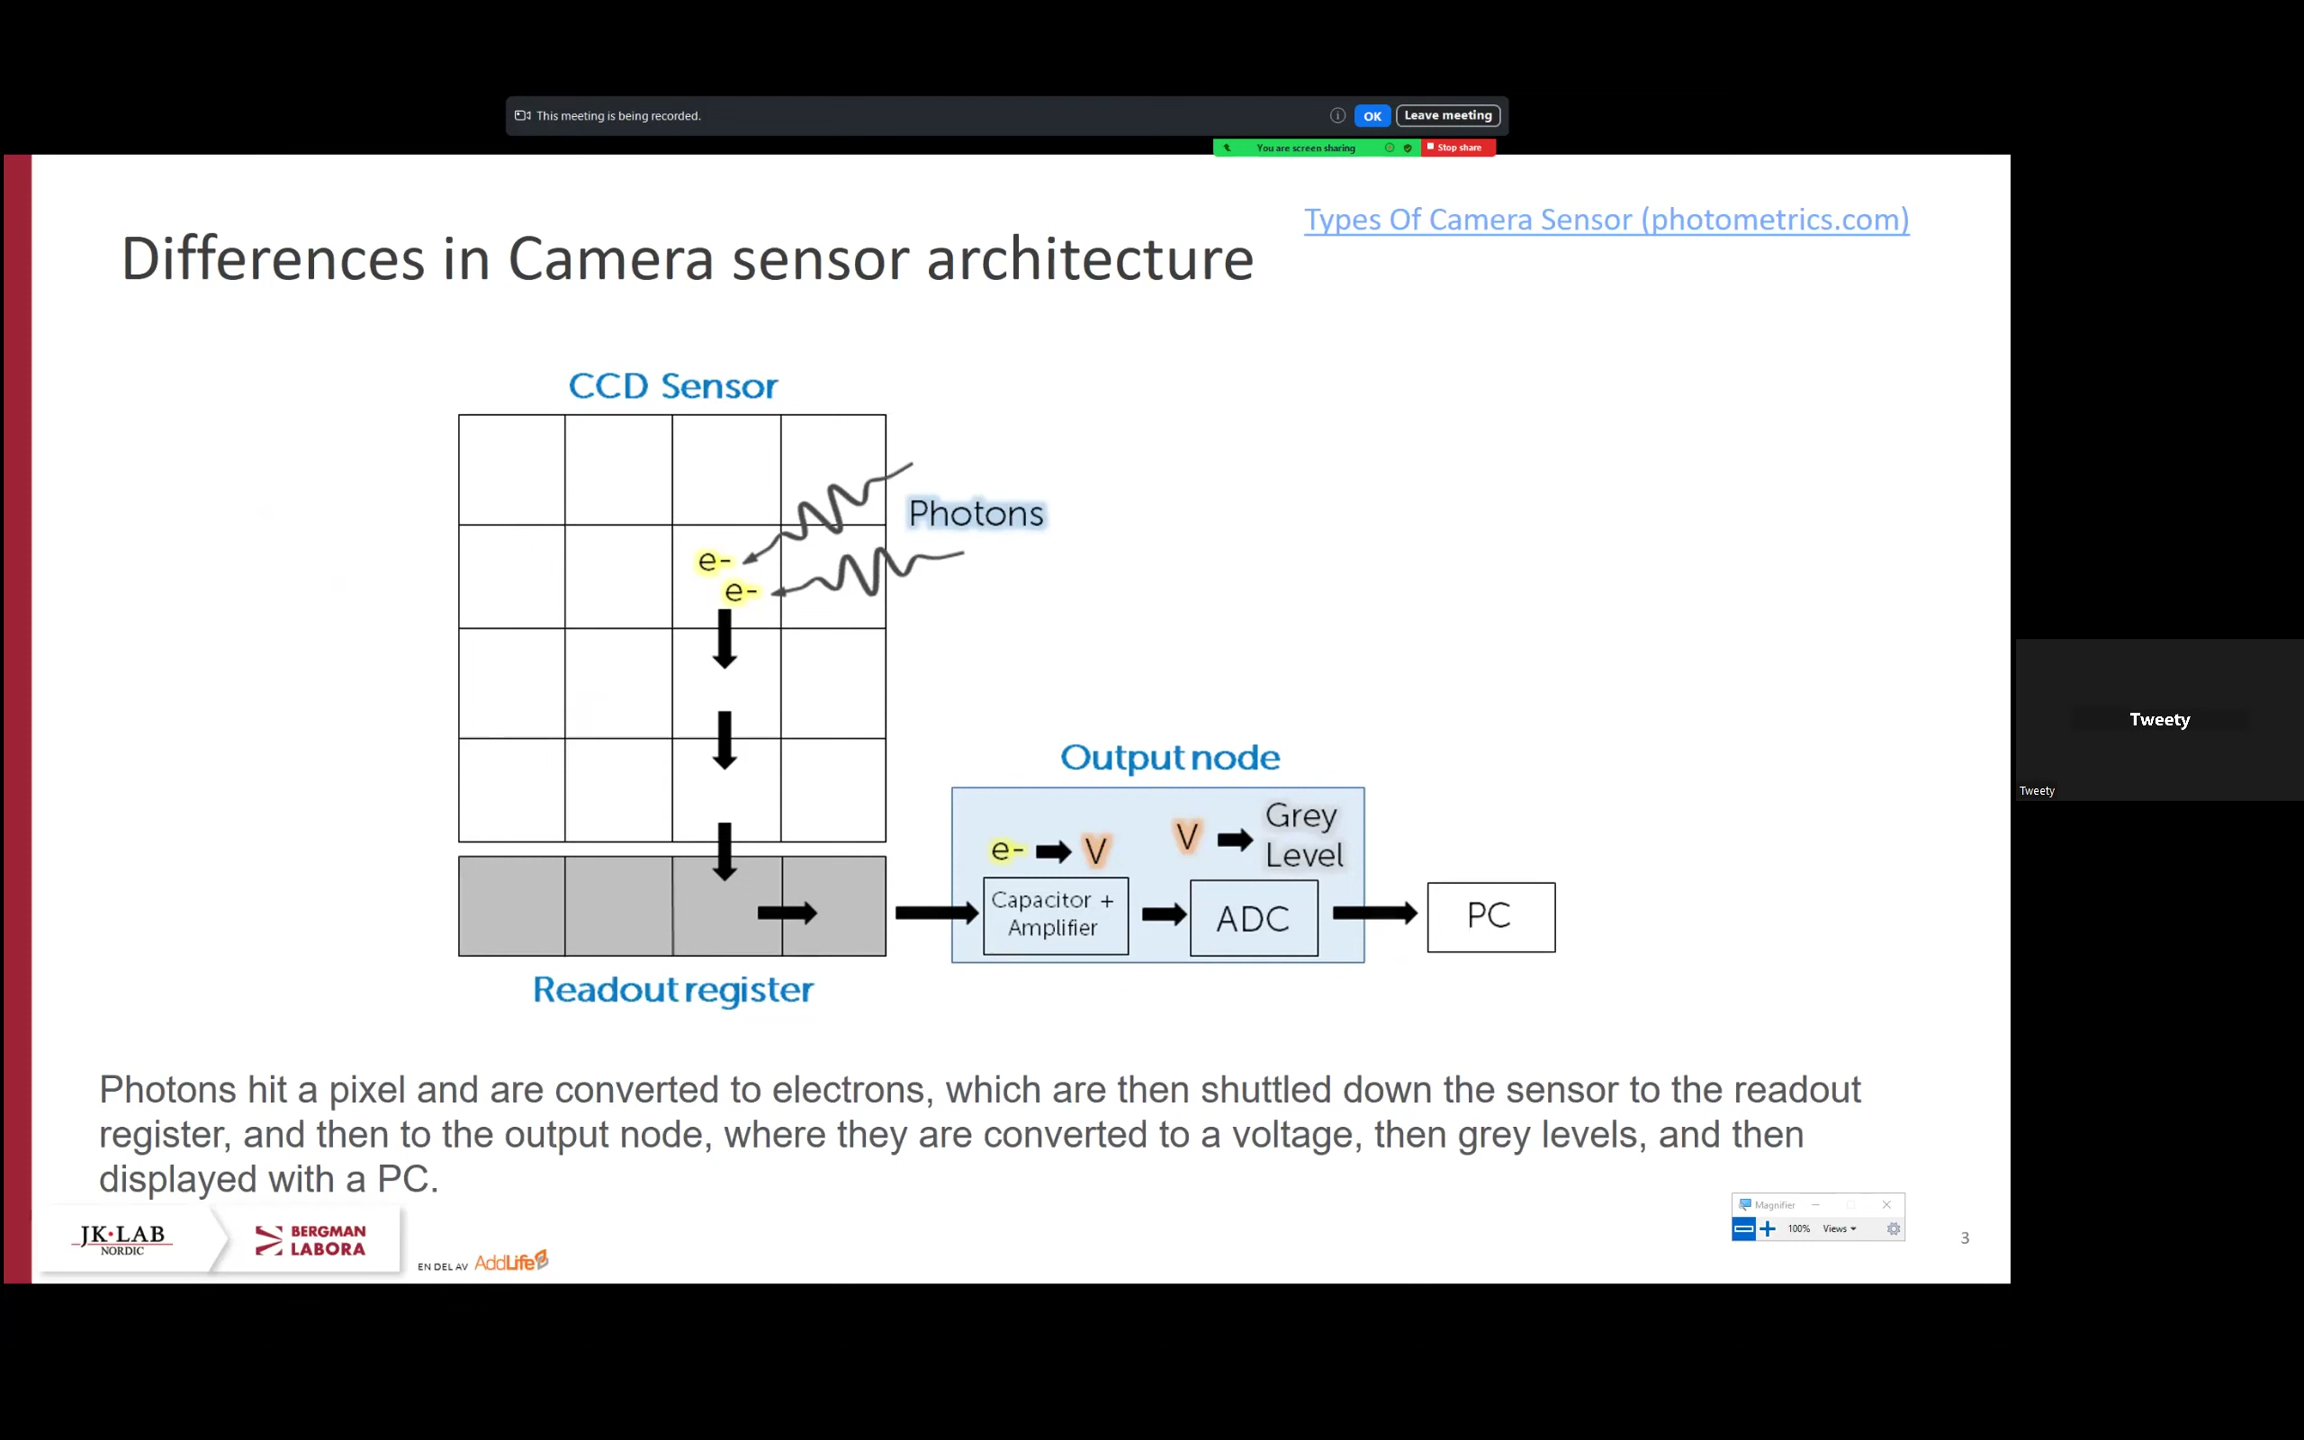 This meeting is being recorded.
OK
Leave meeting
You are screen sharing
Stop share
Types Of Camera Sensor (photometrics.com)
Differences in Camera sensor architecture
CCD Sensor
Photons
e-
e-
Output node
e-
V
V
Grey
Level
Capacitor +
Amplifier
ADC
PC
Readout register
Tweety
Tweety
Photons hit a pixel and are converted to electrons, which are then shuttled down the sensor to the readout
register, and then to the output node, where they are converted to a voltage, then grey levels, and then
displayed with a PC.
JK·LAB
NORDIC
BERGMAN
LABORA
EN DEL AV AddLife
Magnifier
100%
Views
3